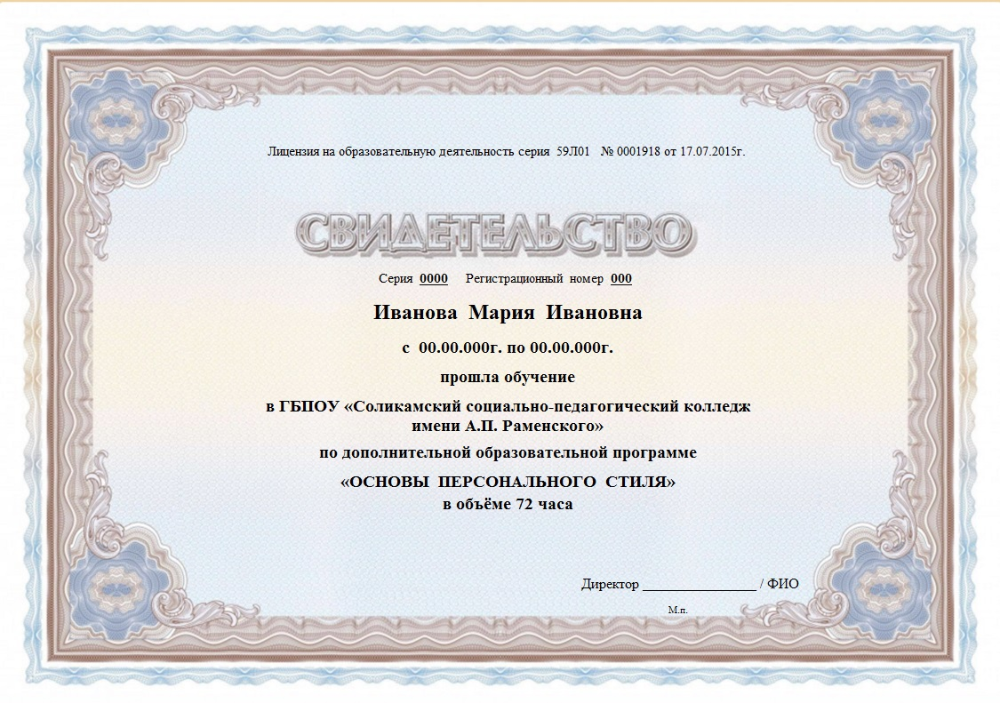 Лицензия на образовательную деятельность серия 59Л01 № 0001918 от 17.07.2015г.
СВИДЕТЕЛЬСТВО
Серия 0000 Регистрационный номер 000
Иванова Мария Ивановна
с 00.00.000г. по 00.00.000г.
прошла обучение
в ГБПОУ «Соликамский социально-педагогический колледж
имени А.П. Раменского»
по дополнительной образовательной программе
«ОСНОВЫ ПЕРСОНАЛЬНОГО СТИЛЯ»
в объёме 72 часа
Директор _________________ / ФИО
М.п.